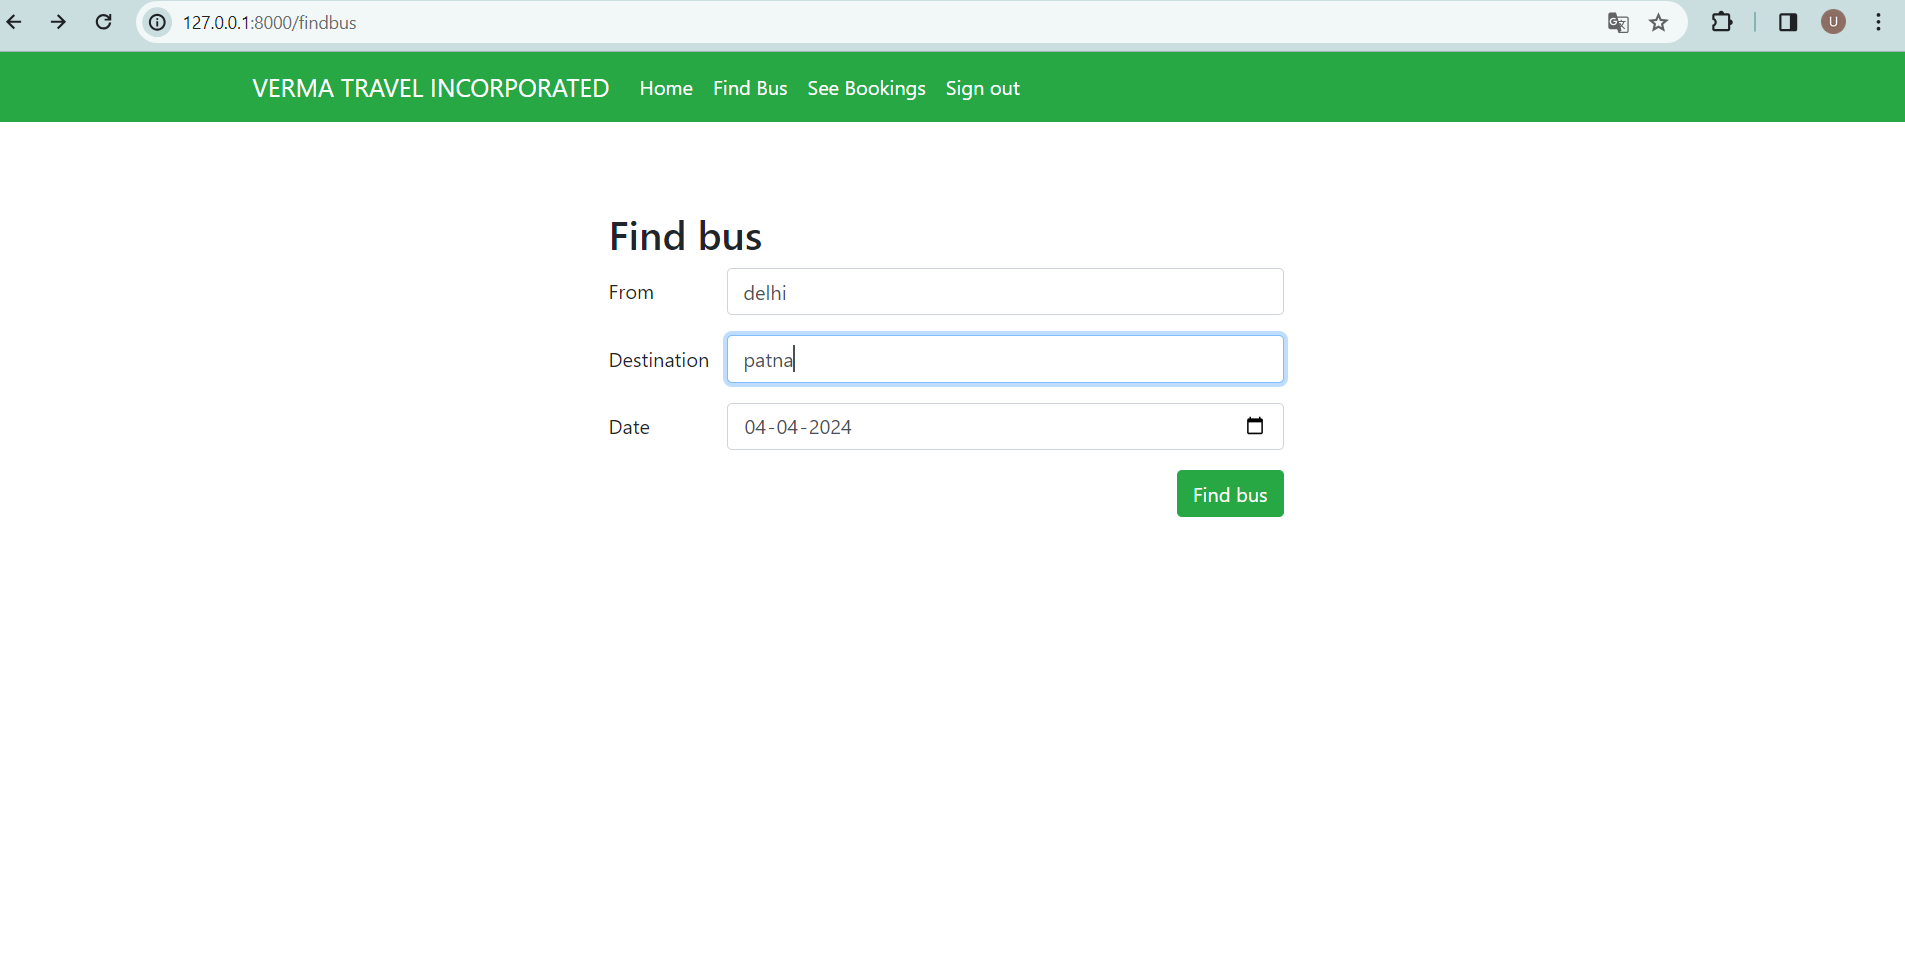 127.0.0.1:8000/findbus
U
VERMA TRAVEL INCORPORATED Home Find Bus See Bookings Sign out
Find bus
From delhi
Destination patna
Date 04-04-2024
Find bus